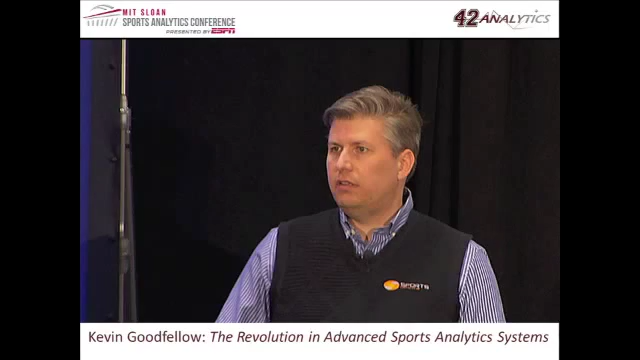 MIT SLOAN
SPORTS ANALYTICS CONFERENCE
PRESENTED BY ESPN
42 ANALYTICS
SPORTS
Kevin Goodfellow: The Revolution in Advanced Sports Analytics Systems